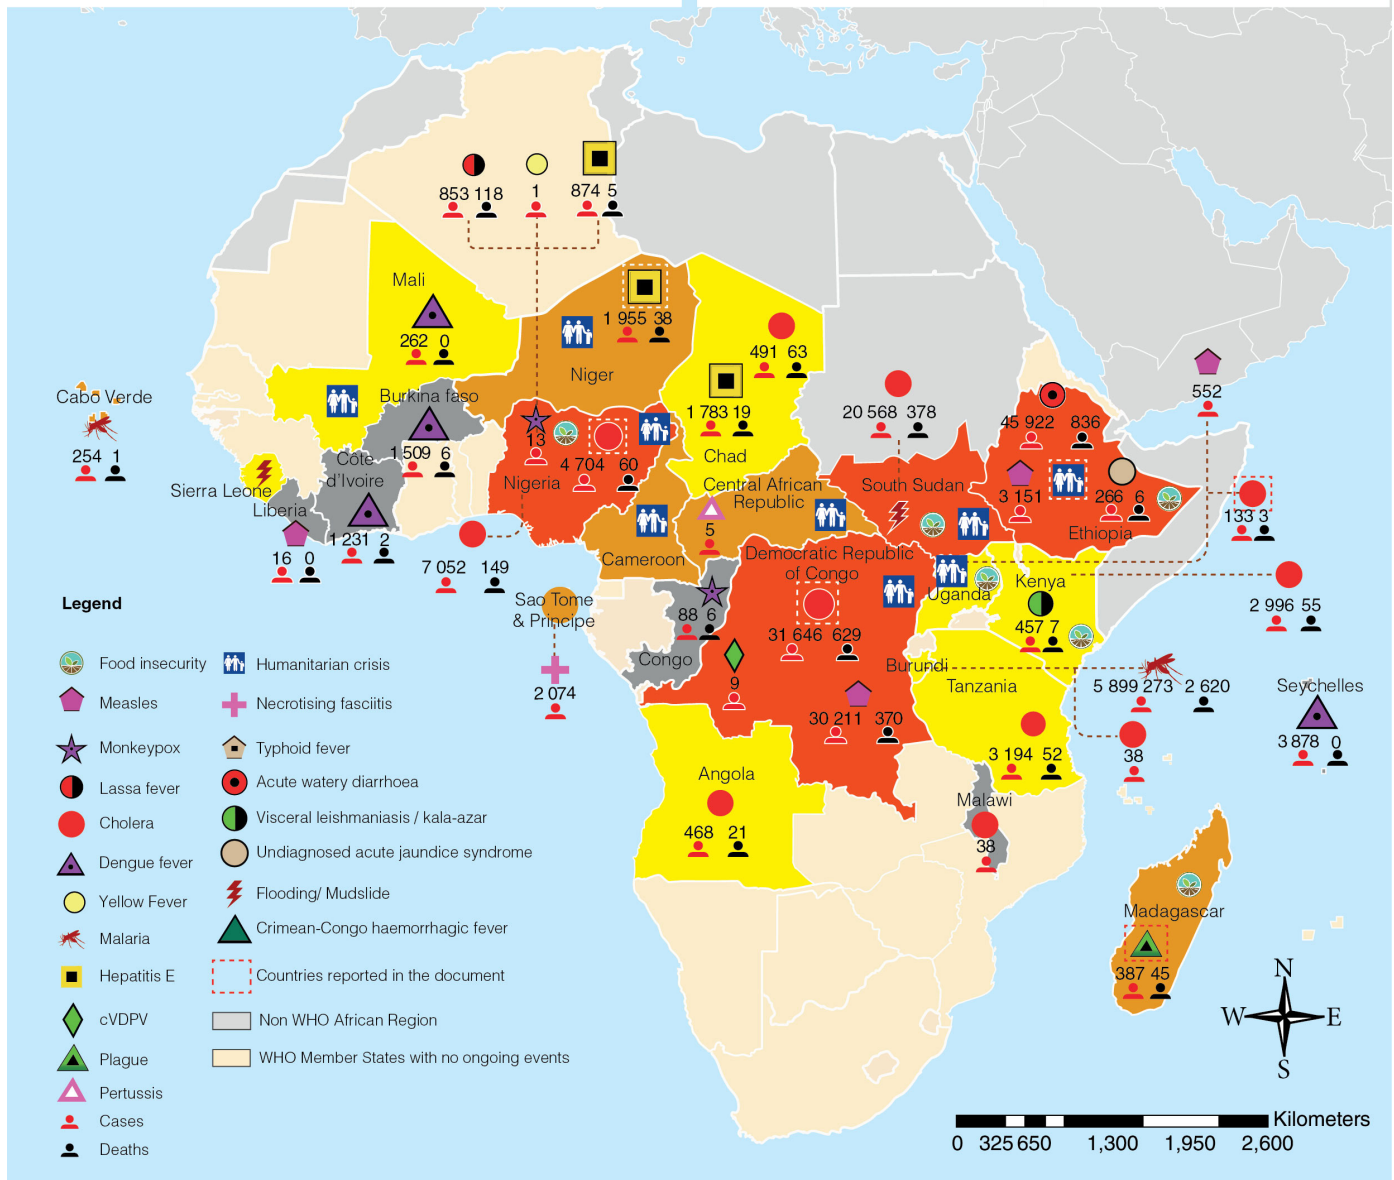 853 118
1
874 5
Mali
262 0
1 955 38
Niger
491 63
1 783 19
Chad
20 568 378
552
45 922 836
3 151
266 6
Ethiopia
133 3
Cabo Verde
254 1
Burkina faso
1 509 6
Côte
d'Ivoire
1 231 2
Sierra Leone
Liberia
16 0
13
4 704 60
Nigeria
7 052 149
Cameroon
Central African
Republic
5
South Sudan
Democratic Republic
of Congo
31 646 629
9
30 211 370
88 6
Congo
Sao Tome
& Principe
2 074
Uganda
Kenya
457 7
2 996 55
Burundi
Tanzania
3 194 52
5 899 273 2 620
38
Seychelles
3 878 0
Angola
468 21
Malawi
38
Madagascar
387 45
Legend
Food insecurity
Measles
Monkeypox
Lassa fever
Cholera
Dengue fever
Yellow Fever
Malaria
Hepatitis E
cVDPV
Plague
Pertussis
Cases
Deaths
Humanitarian crisis
Necrotising fasciitis
Typhoid fever
Acute watery diarrhoea
Visceral leishmaniasis / kala-azar
Undiagnosed acute jaundice syndrome
Flooding/ Mudslide
Crimean-Congo haemorrhagic fever
Countries reported in the document
Non WHO African Region
WHO Member States with no ongoing events
N
W E
S
Kilometers
0 325 650 1,300 1,950 2,600